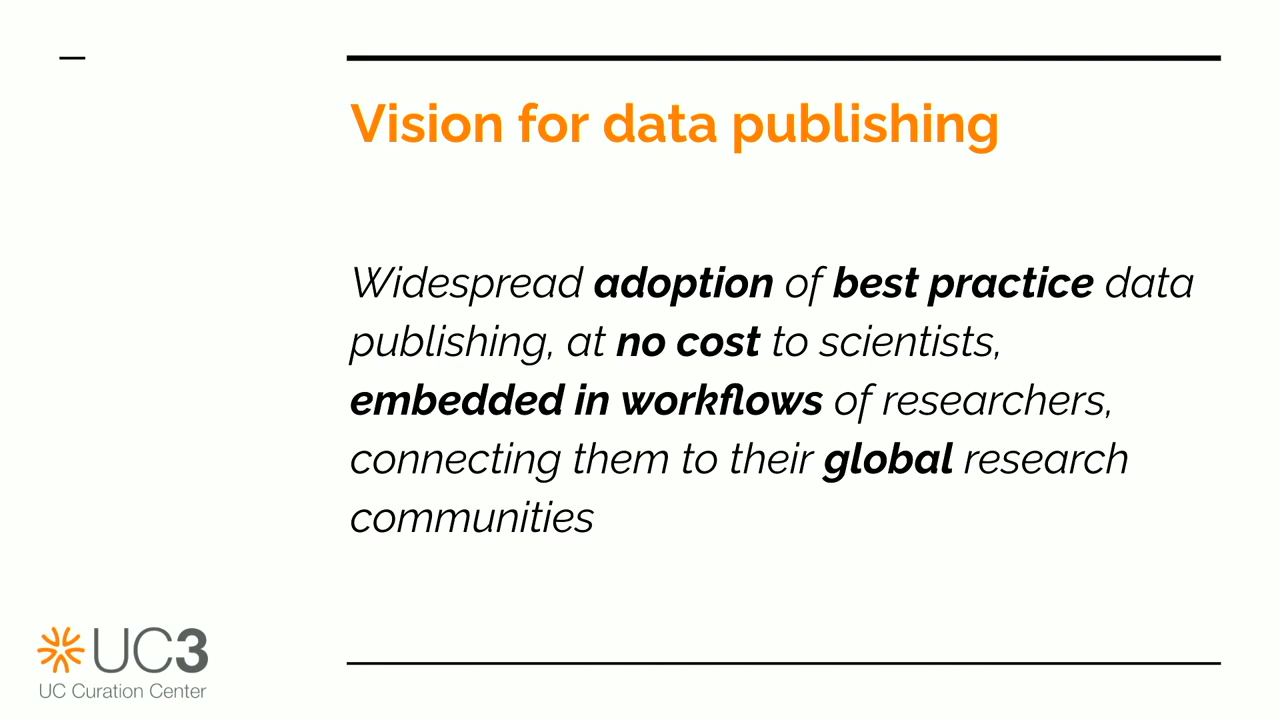 Vision for data publishing
Widespread adoption of best practice data
publishing, at no cost to scientists,
embedded in workflows of researchers,
connecting them to their global research
communities
UC3
UC Curation Center